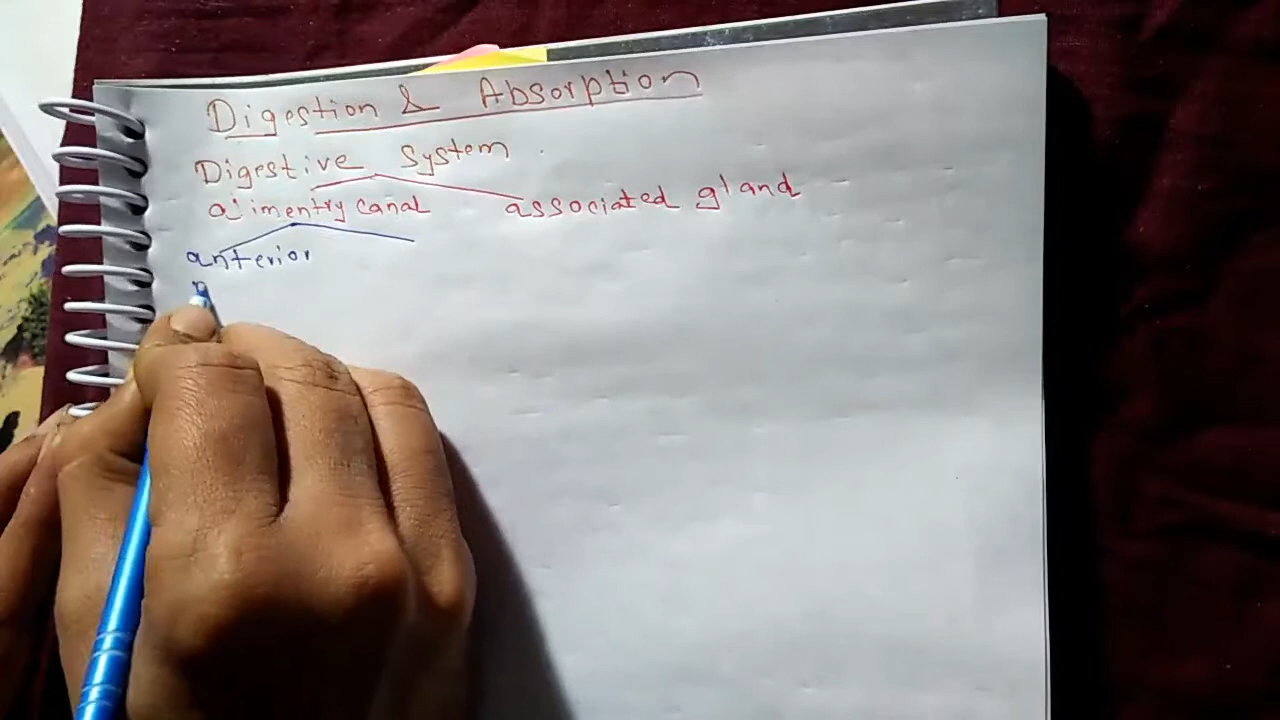 Digestion & Absorption
Digestive System
alimentry canal associated gland
anterior